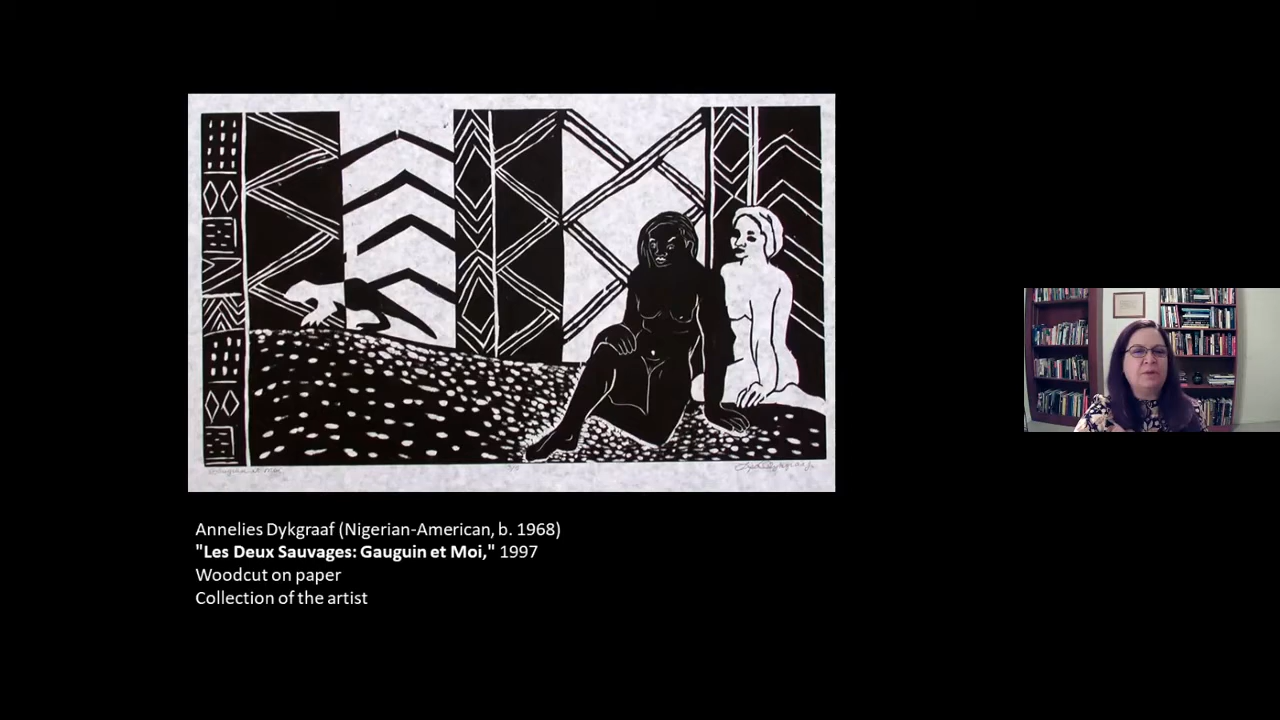 Annelies Dykgraaf (Nigerian-American, b. 1968)
"Les Deux Sauvages: Gauguin et Moi," 1997
Woodcut on paper
Collection of the artist